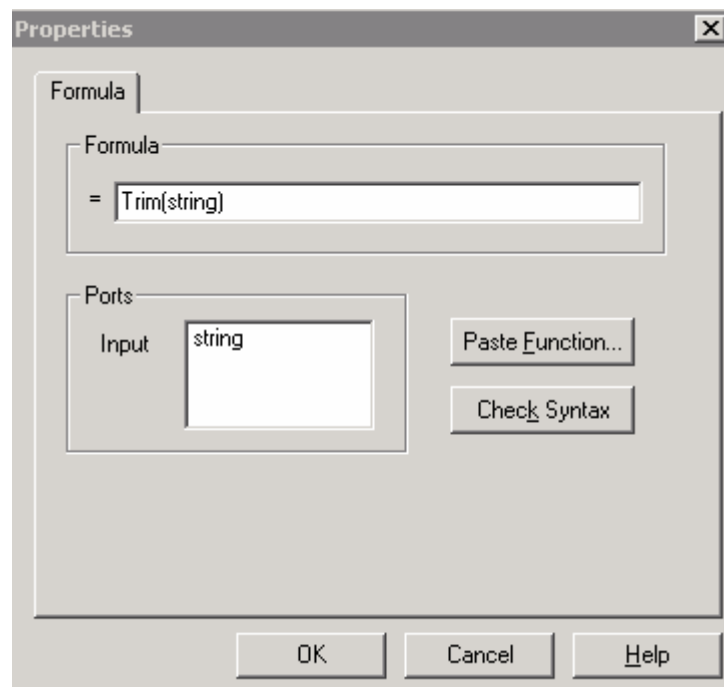 Properties
Formula
Formula
= Trim(string)
Ports
Input
string
Paste Function...
Check Syntax
OK
Cancel
Help